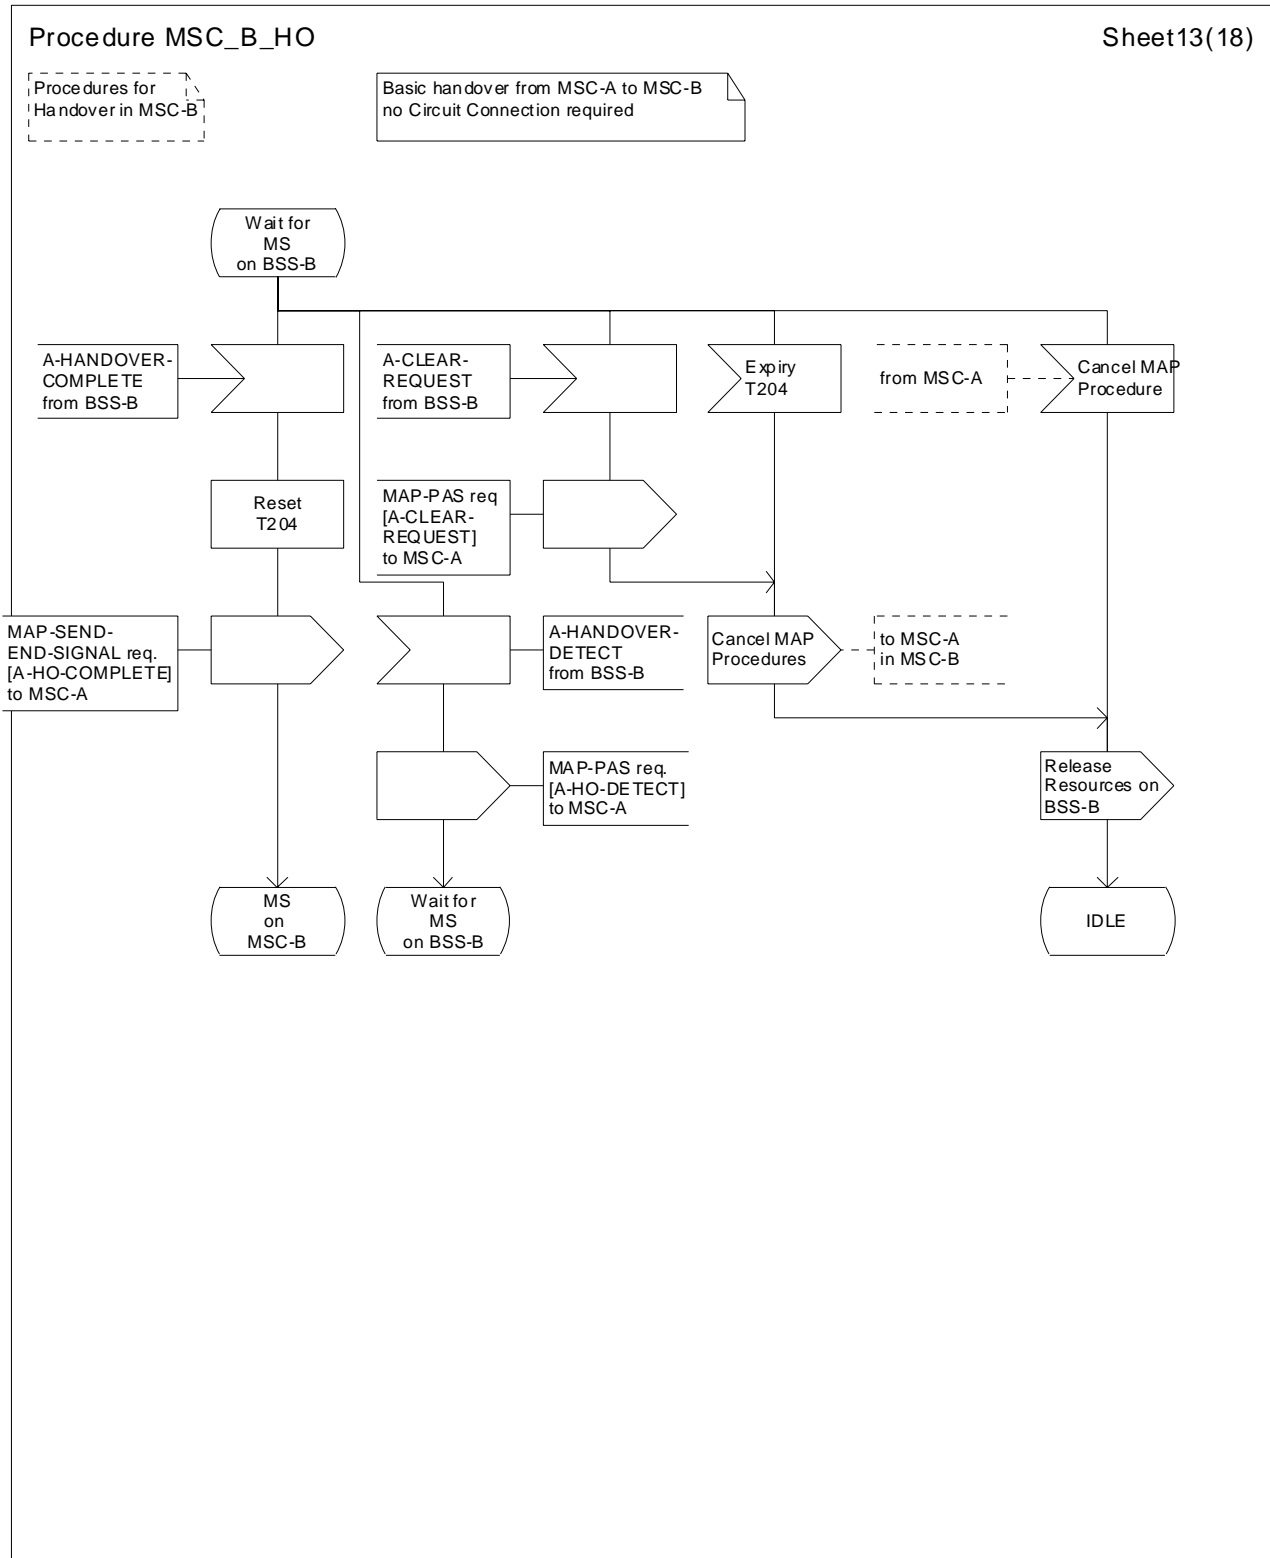 Procedure MSC_B_HO
Sheet13(18)
Procedures for
Handover in MSC-B
Basic handover from MSC-A to MSC-B
no Circuit Connection required
Wait for
MS
on BSS-B
A-HANDOVER-
COMPLETE
from BSS-B
A-CLEAR-
REQUEST
from BSS-B
Expiry
T204
from MSC-A
Cancel MAP
Procedure
Reset
T204
MAP-PAS req
[A-CLEAR-
REQUEST]
to MSC-A
MAP-SEND-
END-SIGNAL req.
[A-HO-COMPLETE]
to MSC-A
A-HANDOVER-
DETECT
from BSS-B
Cancel MAP
Procedures
to MSC-A
in MSC-B
MAP-PAS req.
[A-HO-DETECT]
to MSC-A
Release
Resources on
BSS-B
MS
on
MSC-B
Wait for
MS
on BSS-B
IDLE